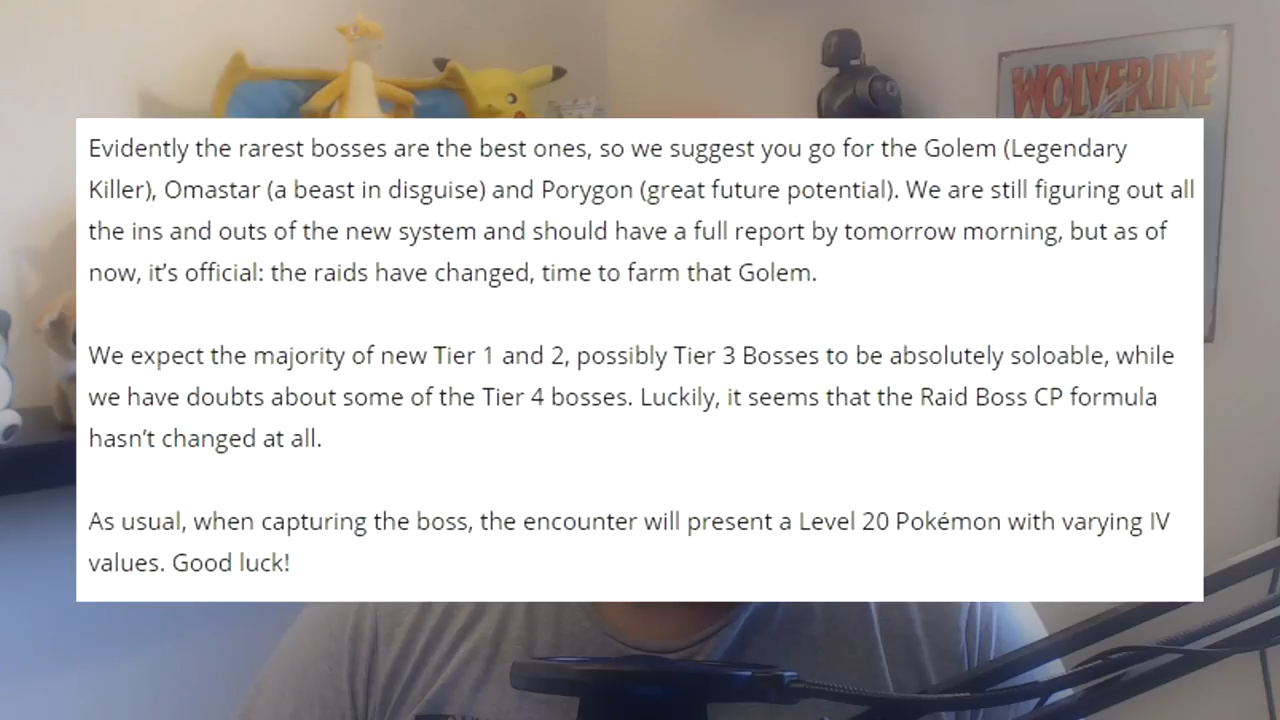 WOLVERINE
Evidently the rarest bosses are the best ones, so we suggest you go for the Golem (Legendary
Killer), Omastar (a beast in disguise) and Porygon (great future potential). We are still figuring out all
the ins and outs of the new system and should have a full report by tomorrow morning, but as of
now, it’s official: the raids have changed, time to farm that Golem.
We expect the majority of new Tier 1 and 2, possibly Tier 3 Bosses to be absolutely soloable, while
we have doubts about some of the Tier 4 bosses. Luckily, it seems that the Raid Boss CP formula
hasn’t changed at all.
As usual, when capturing the boss, the encounter will present a Level 20 Pokémon with varying IV
values. Good luck!